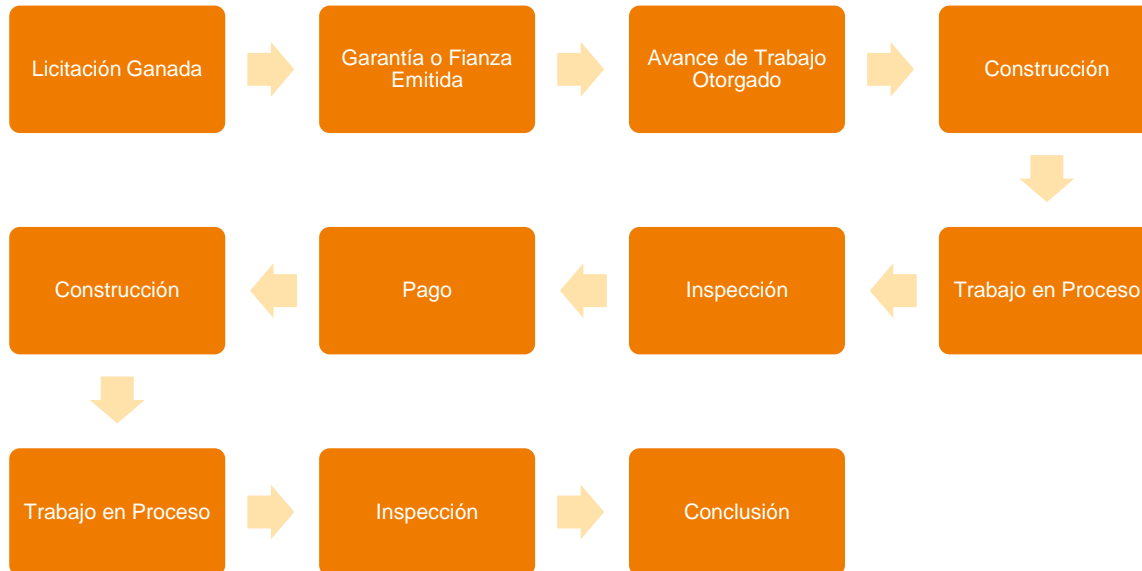 Licitación Ganada
Garantía o Fianza
Emitida
Avance de Trabajo
Otorgado
Construcción
Trabajo en Proceso
Inspección
Pago
Construcción
Trabajo en Proceso
Inspección
Conclusión